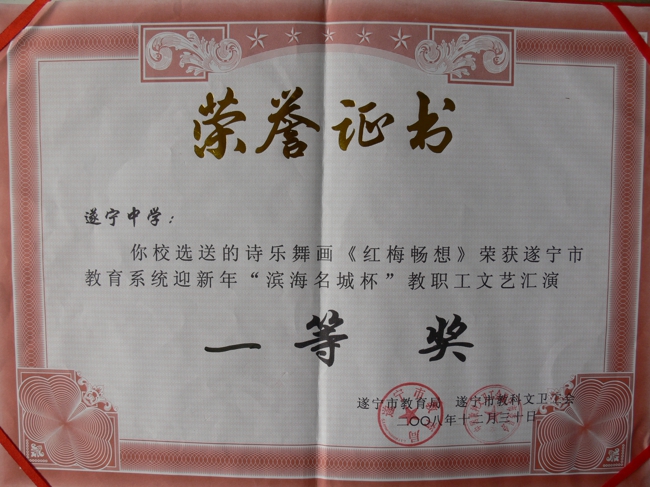 荣誉证书
遂宁中学：
你校选送的诗乐舞画《红梅畅想》荣获遂宁市
教育系统迎新年“滨海名城杯”教职工文艺汇演
一等奖
遂宁市教育局 遂宁市教科文卫工会
二〇〇八年十二月三十日